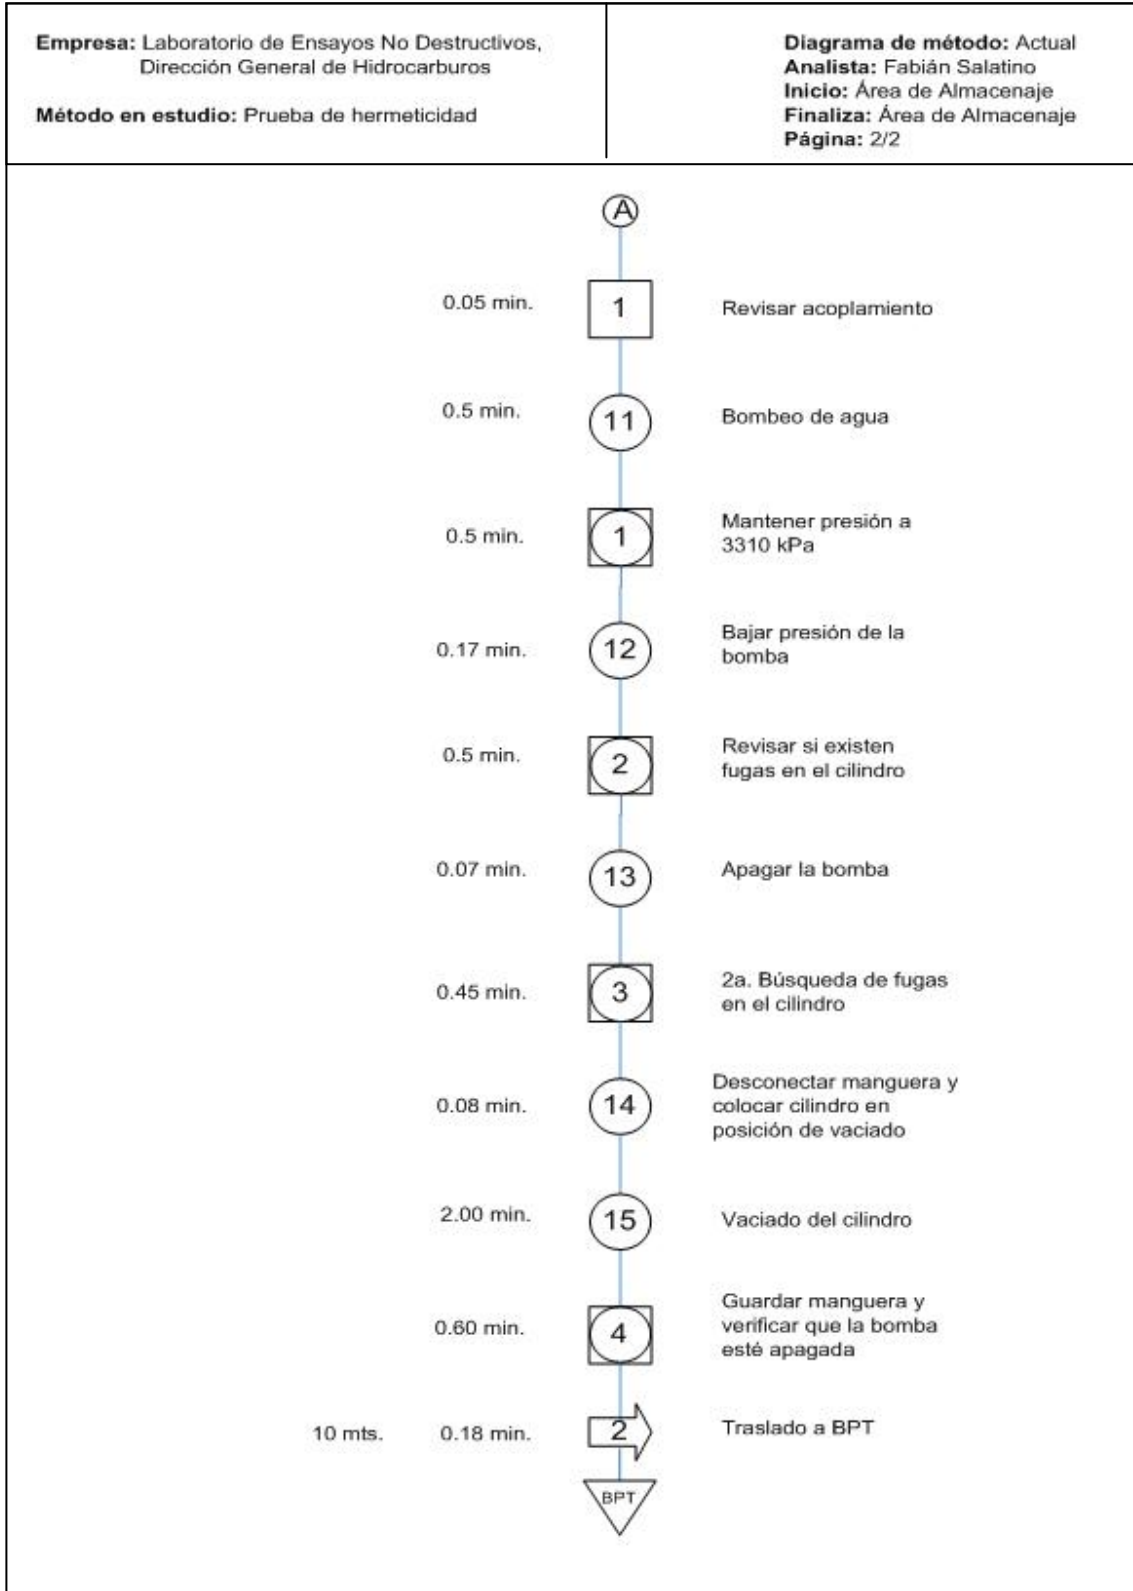 Empresa: Laboratorio de Ensayos No Destructivos,
Dirección General de Hidrocarburos
Método en estudio: Prueba de hermeticidad
Diagrama de método: Actual
Analista: Fabián Salatino
Inicio: Área de Almacenaje
Finaliza: Área de Almacenaje
Página: 2/2
A
0.05 min.
1
Revisar acoplamiento
0.5 min.
11
Bombeo de agua
0.5 min.
1
Mantener presión a
3310 kPa
0.17 min.
12
Bajar presión de la
bomba
0.5 min.
2
Revisar si existen
fugas en el cilindro
0.07 min.
13
Apagar la bomba
0.45 min.
3
2a. Búsqueda de fugas
en el cilindro
0.08 min.
14
Desconectar manguera y
colocar cilindro en
posición de vaciado
2.00 min.
15
Vaciado del cilindro
0.60 min.
4
Guardar manguera y
verificar que la bomba
esté apagada
10 mts.
0.18 min.
2
Traslado a BPT
BPT